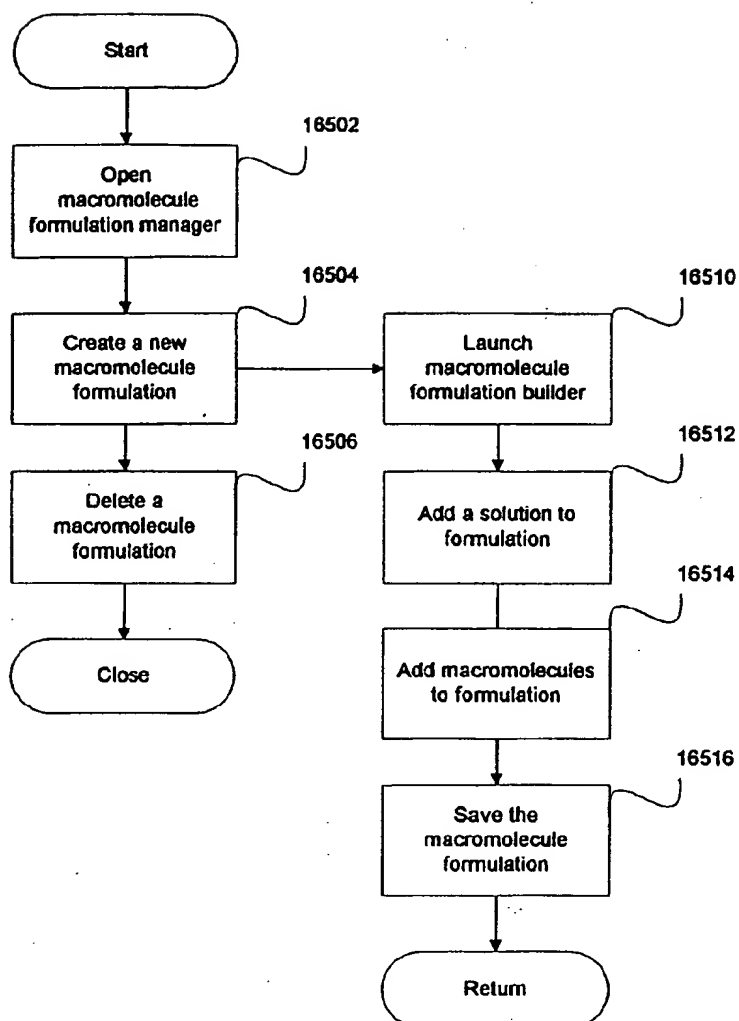 Start
16502
Open
macromolecule
formulation manager
16504
Create a new
macromolecule
formulation
16506
Delete a
macromolecule
formulation
Close
16510
Launch
macromolecule
formulation builder
16512
Add a solution to
formulation
16514
Add macromolecules
to formulation
16516
Save the
macromolecule
formulation
Return